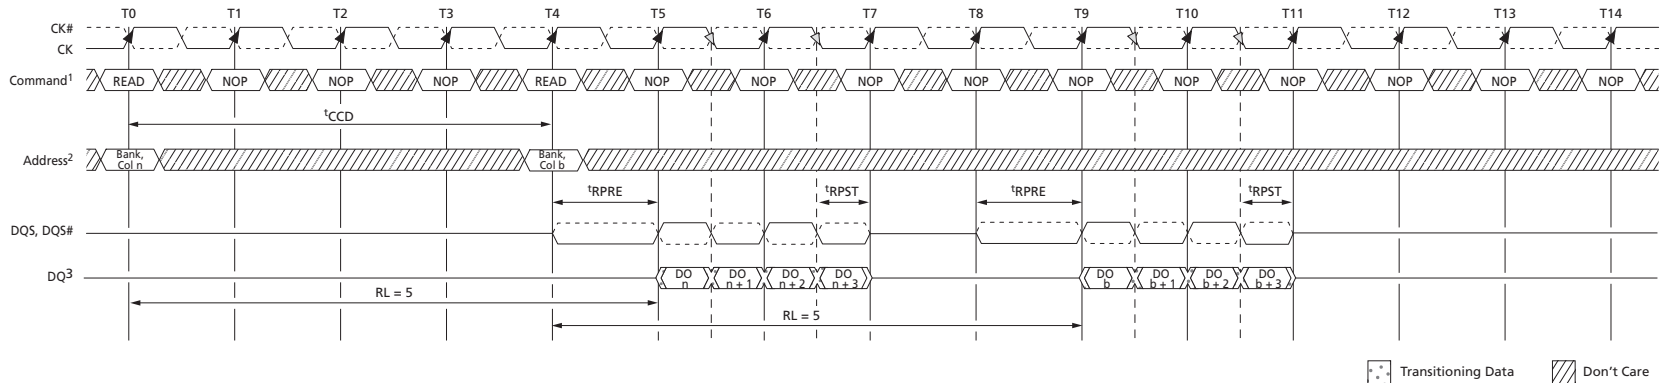 T0 T1 T2 T3 T4 T5 T6 T7 T8 T9 T10 T11 T12 T13 T14
CK#
CK
Command1 READ NOP NOP NOP READ NOP NOP NOP NOP NOP NOP NOP NOP NOP NOP
tCCD
Address2 Bank, Col n Bank, Col b
tRPRE tRPST tRPRE tRPST
DQS, DQS#
DQ3 DO n DO n + 1 DO n + 2 DO n + 3 DO b DO b + 1 DO b + 2 DO b + 3
RL = 5
RL = 5
Transitioning Data Don't Care